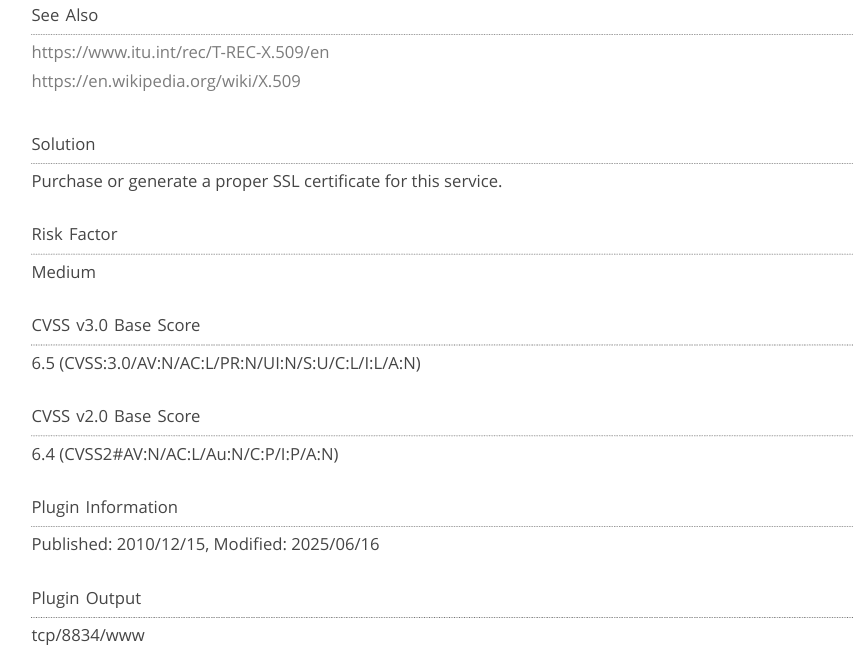 See Also
https://www.itu.int/rec/T-REC-X.509/en
https://en.wikipedia.org/wiki/X.509
Solution
Purchase or generate a proper SSL certificate for this service.
Risk Factor
Medium
CVSS v3.0 Base Score
6.5 (CVSS:3.0/AV:N/AC:L/PR:N/UI:N/S:U/C:L/I:L/A:N)
CVSS v2.0 Base Score
6.4 (CVSS2#AV:N/AC:L/Au:N/C:P/I:P/A:N)
Plugin Information
Published: 2010/12/15, Modified: 2025/06/16
Plugin Output
tcp/8834/www